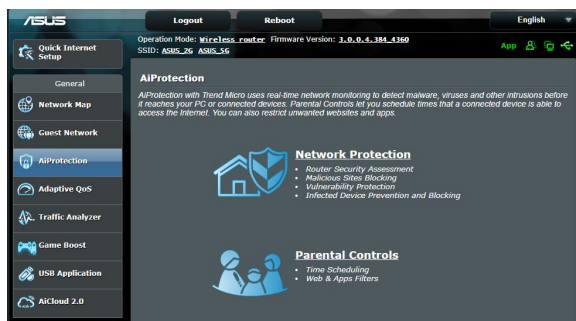 ASUS
Logout
Reboot
English
Quick Internet
Setup
Operation Mode: Wireless router Firmware Version: 3.0.0.4.384_4360
SSID: ASUS_2G ASUS_5G
App
General
Network Map
Guest Network
AiProtection
Adaptive QoS
Traffic Analyzer
Game Boost
USB Application
AiCloud 2.0
AiProtection
AiProtection with Trend Micro uses real-time network monitoring to detect malware, viruses and other intrusions before
it reaches your PC or connected devices. Parental Controls let you schedule times that a connected device is able to
access the Internet. You can also restrict unwanted websites and apps.
Network Protection
• Router Security Assessment
• Malicious Sites Blocking
• Vulnerability Protection
• Infected Device Prevention and Blocking
Parental Controls
• Time Scheduling
• Web & Apps Filters